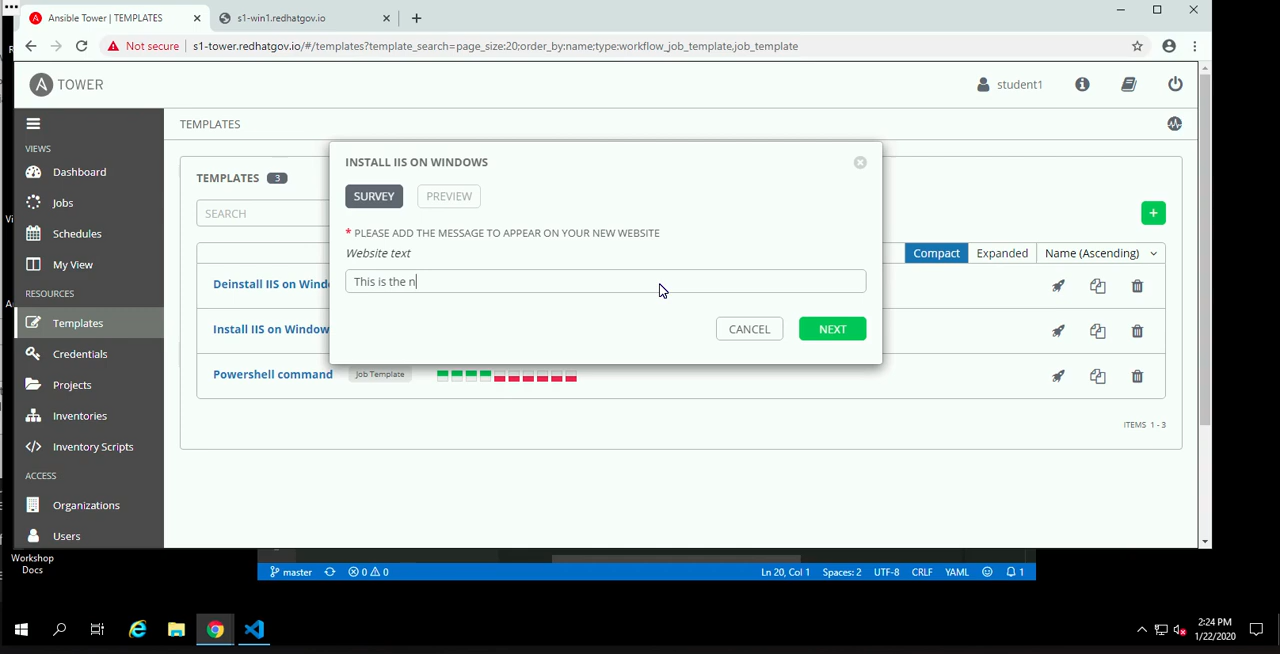 Ansible Tower | TEMPLATES
s1-win1.redhatgov.io
Not secure
s1-tower.redhatgov.io/#/templates?template_search=page_size:20;order_by:name;type:workflow_job_template,job_template
TOWER
student1
VIEWS
Dashboard
Jobs
Schedules
My View
RESOURCES
Templates
Credentials
Projects
Inventories
Inventory Scripts
ACCESS
Organizations
Users
TEMPLATES
TEMPLATES 3
SEARCH
Compact Expanded Name (Ascending)
Deinstall IIS on Wind
Install IIS on Window
Powershell command Job Template
ITEMS 1 - 3
INSTALL IIS ON WINDOWS
SURVEY PREVIEW
* PLEASE ADD THE MESSAGE TO APPEAR ON YOUR NEW WEBSITE
Website text
This is the n
CANCEL NEXT
Workshop
Docs
master 0 0 Ln 20, Col 1 Spaces: 2 UTF-8 CRLF YAML 1
2:24 PM
1/22/2020